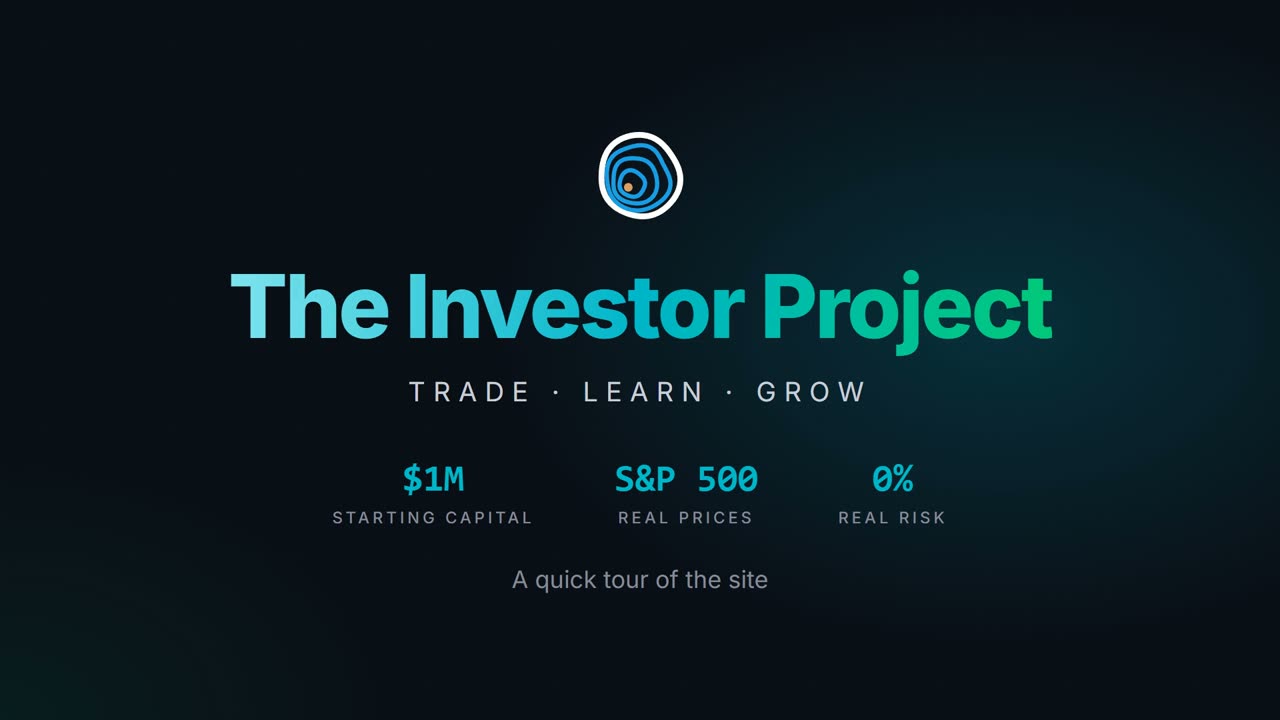 The Investor Project
TRADE · LEARN · GROW
$1M S&P 500 0%
STARTING CAPITAL REAL PRICES REAL RISK
A quick tour of the site